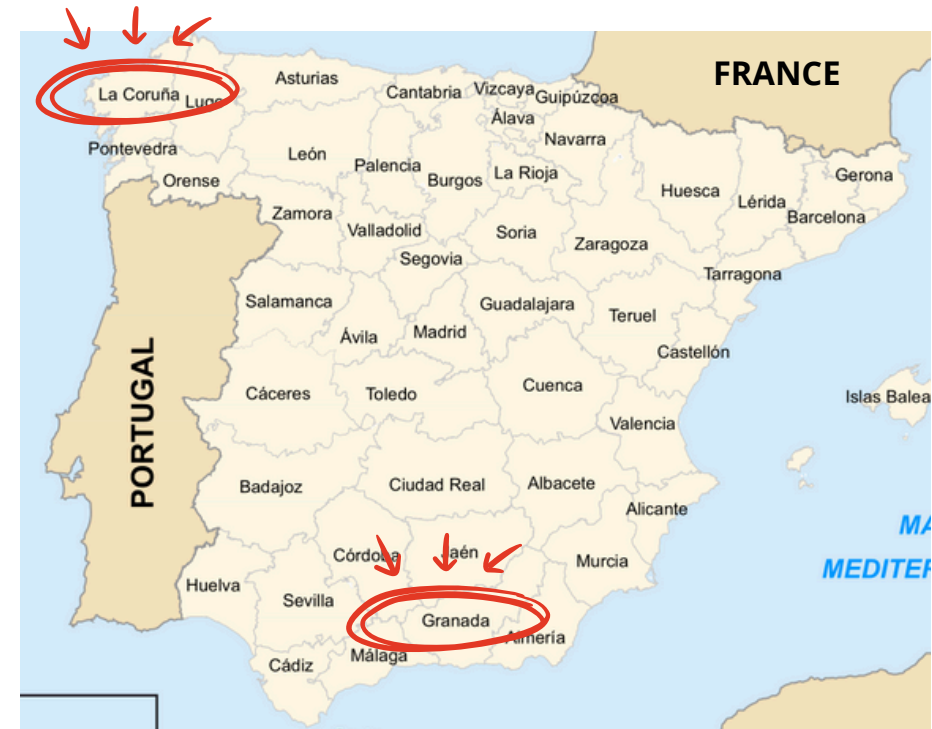 FRANCE
Asturias
Cantabria
Vizcaya
Guipúzcoa
La Coruña
Lugo
Álava
Navarra
Pontevedra
León
Palencia
Burgos
La Rioja
Orense
Huesca
Lérida
Gerona
Barcelona
Zamora
Valladolid
Soria
Zaragoza
Segovia
Tarragona
Salamanca
Guadalajara
Teruel
Ávila
Madrid
Castellón
PORTUGAL
Cáceres
Toledo
Cuenca
Islas Balea
Valencia
Badajoz
Ciudad Real
Albacete
Alicante
MA
MEDITER
Córdoba
Jaén
Murcia
Huelva
Sevilla
Granada
Almería
Málaga
Cádiz